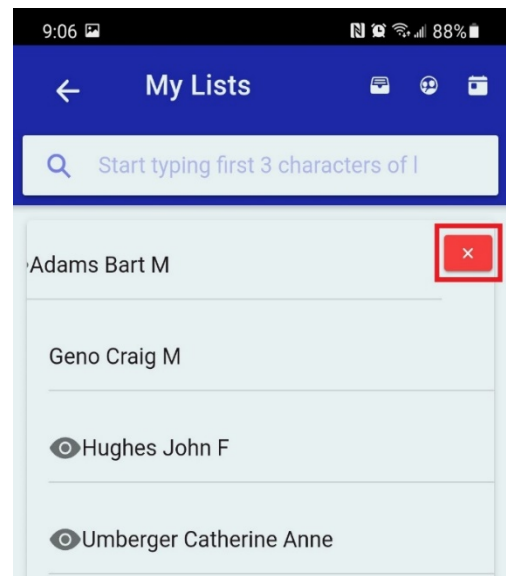 9:06 88%
My Lists
Start typing first 3 characters of l
Adams Bart M
Geno Craig M
Hughes John F
Umberger Catherine Anne